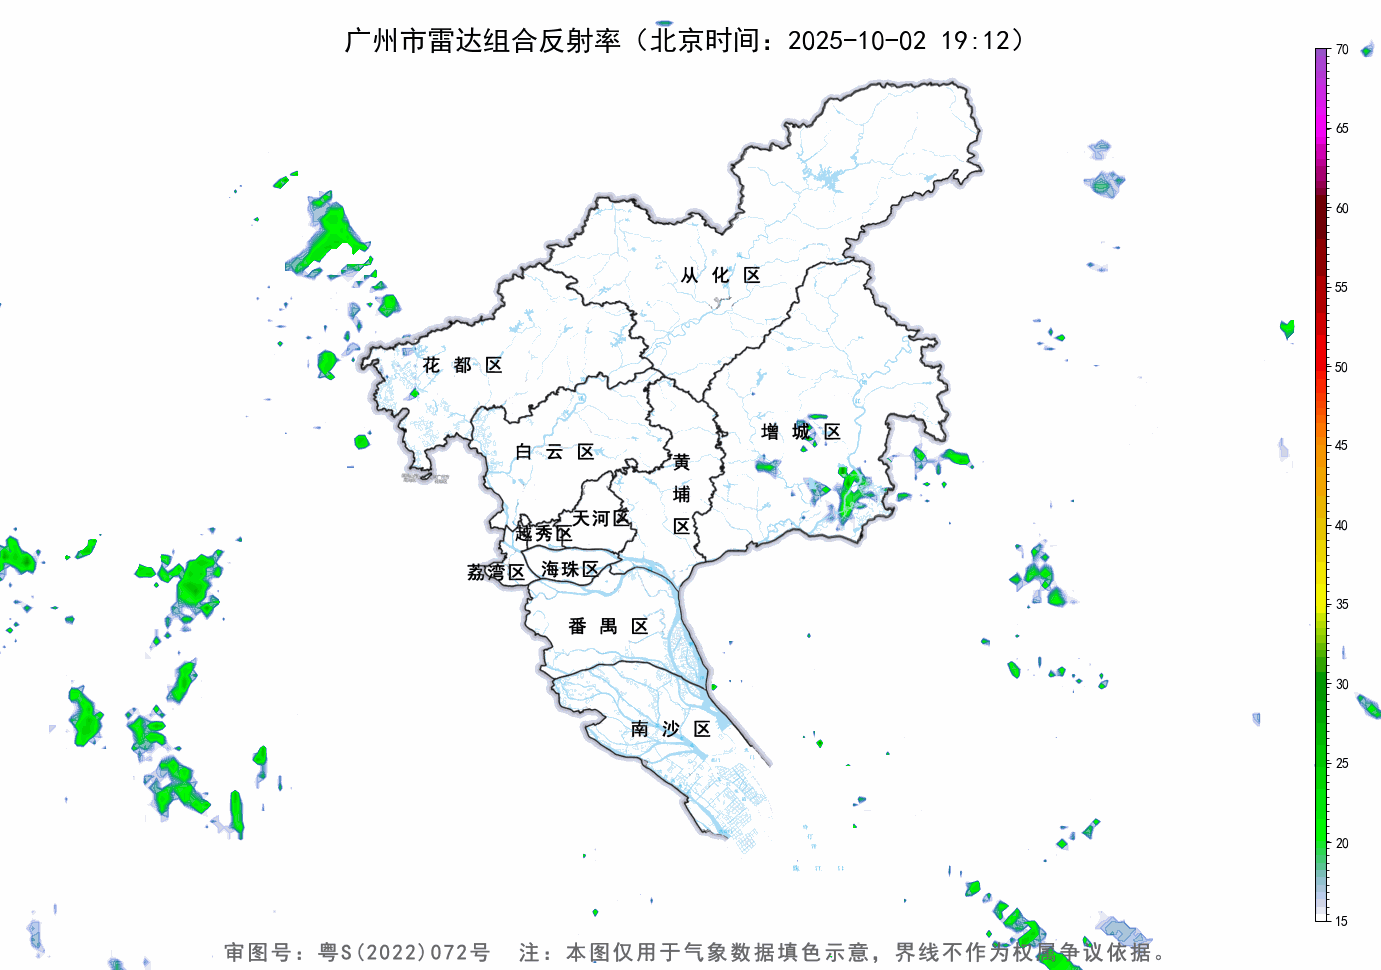 广州市雷达组合反射率（北京时间：2025-10-02 19:12）
70
65
60
55
50
45
40
35
30
25
20
15
从化区
花都区
增城区
白云区
黄埔区
天河区
越秀区
荔湾区
海珠区
番禺区
南沙区
审图号：粤S(2022)072号 注：本图仅用于气象数据填色示意，界线不作为权属争议依据。